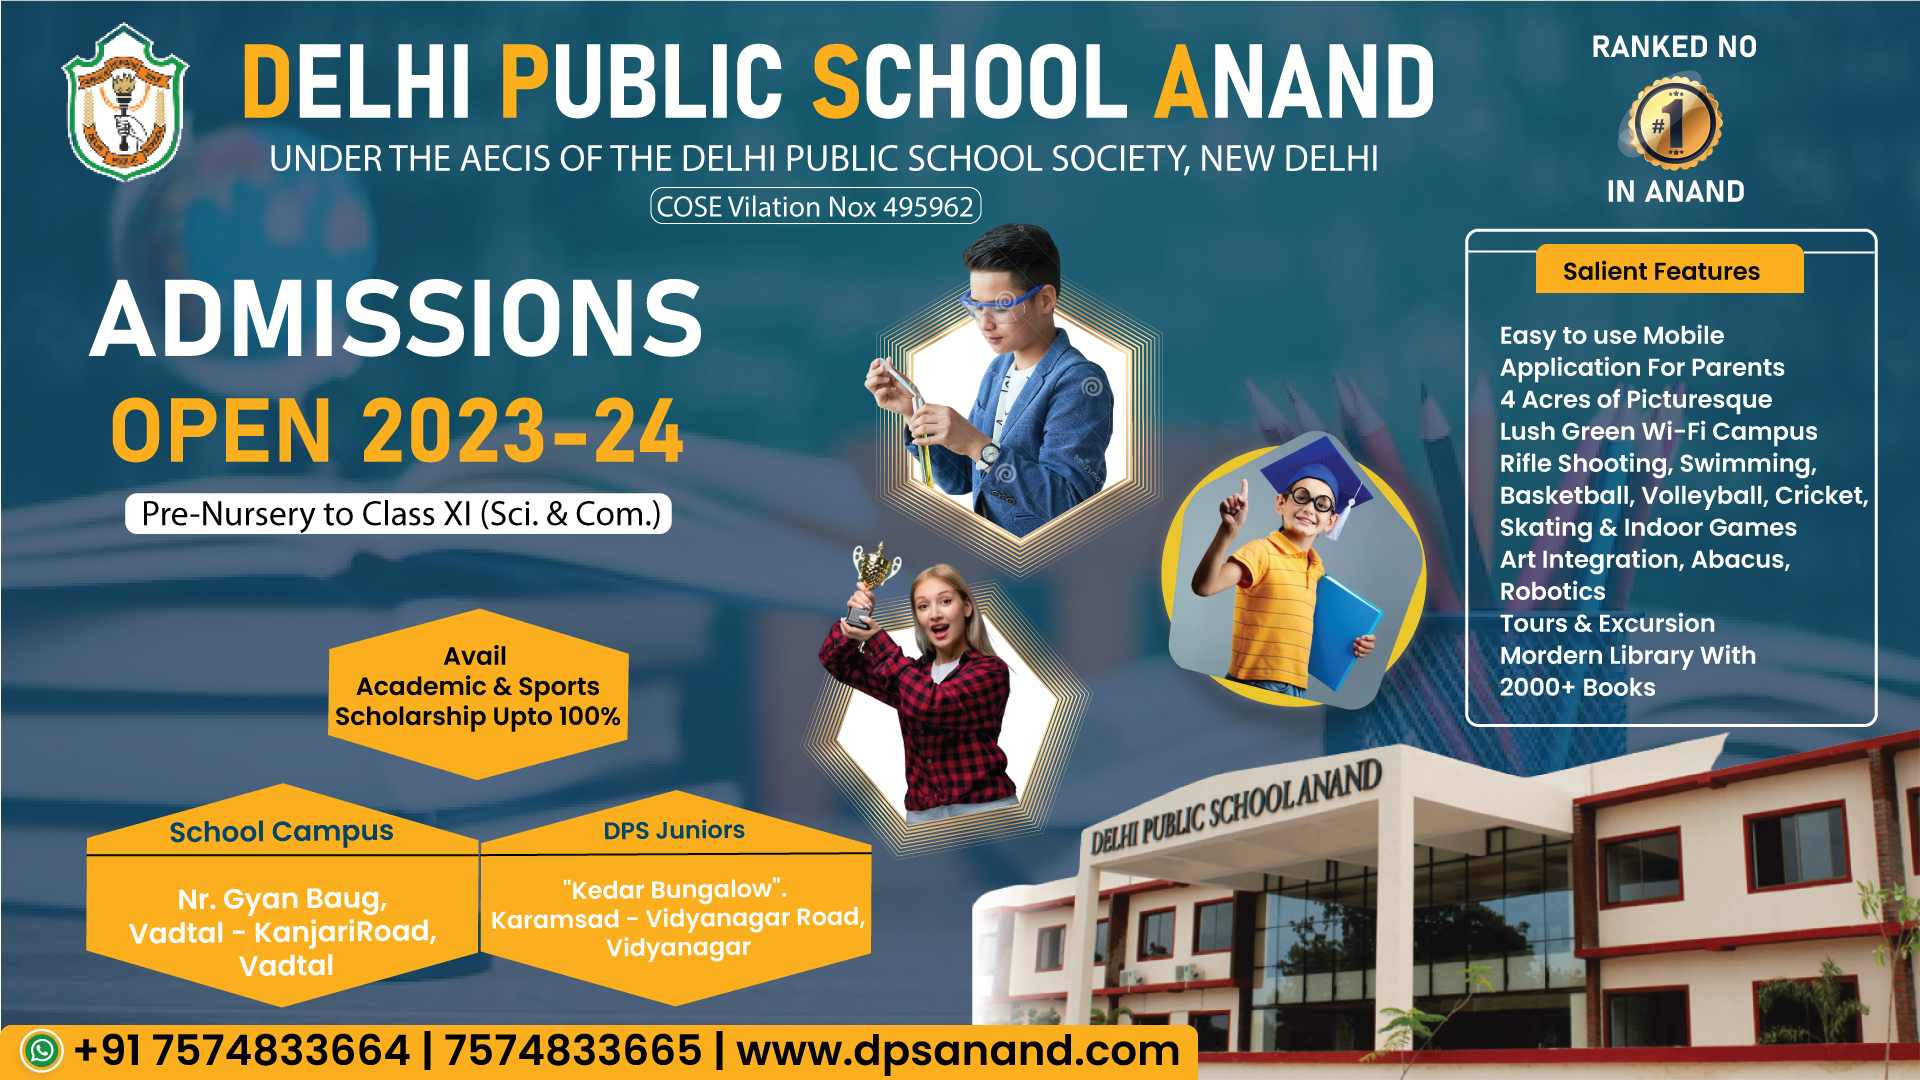 DELHI PUBLIC SCHOOL ANAND
UNDER THE AECIS OF THE DELHI PUBLIC SCHOOL SOCIETY, NEW DELHI
COSE Vilation Nox 495962
RANKED NO
#1
IN ANAND
ADMISSIONS
OPEN 2023-24
Pre-Nursery to Class XI (Sci. & Com.)
Salient Features
Easy to use Mobile
Application For Parents
4 Acres of Picturesque
Lush Green Wi-Fi Campus
Rifle Shooting, Swimming,
Basketball, Volleyball, Cricket,
Skating & Indoor Games
Art Integration, Abacus,
Robotics
Tours & Excursion
Mordern Library With
2000+ Books
Avail
Academic & Sports
Scholarship Upto 100%
School Campus
Nr. Gyan Baug,
Vadtal - KanjariRoad,
Vadtal
DPS Juniors
"Kedar Bungalow".
Karamsad - Vidyanagar Road,
Vidyanagar
DELHI PUBLIC SCHOOL ANAND
+91 7574833664 | 7574833665 | www.dpsanand.com